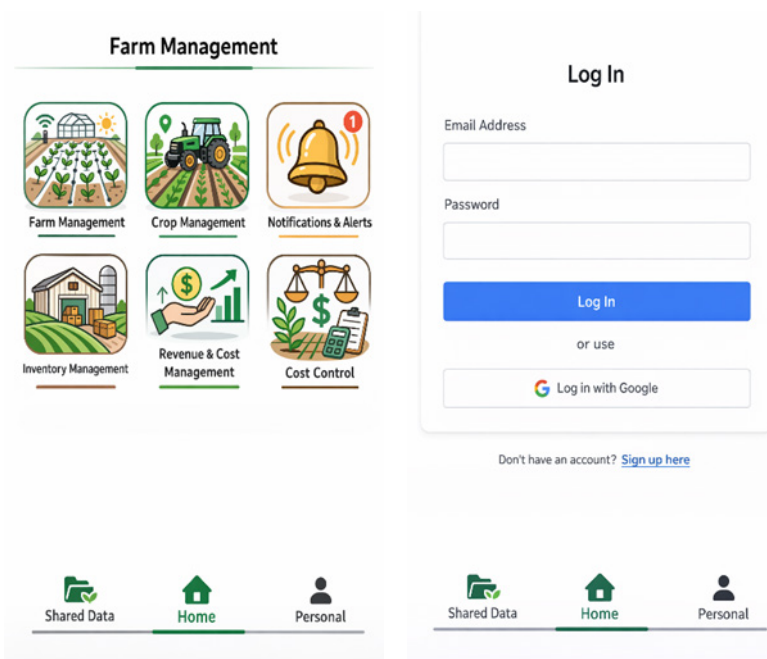 Farm Management
1
Farm Management
Crop Management
Notifications & Alerts
$
$
Inventory Management
Revenue & Cost
Management
Cost Control
Shared Data
Home
Personal
Log In
Email Address
Password
Log In
or use
G Log in with Google
Don't have an account? Sign up here
Shared Data
Home
Personal